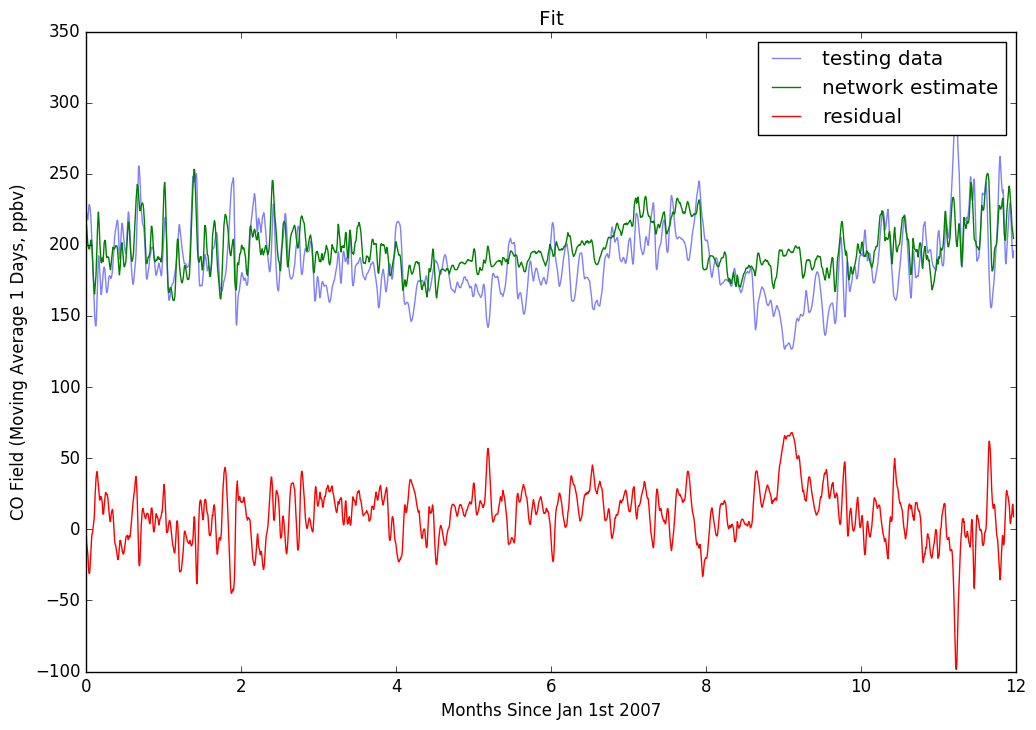 Fit
350
300
250
200
150
100
50
0
−50
−100
CO Field (Moving Average 1 Days, ppbv)
testing data
network estimate
residual
0 2 4 6 8 10 12
Months Since Jan 1st 2007